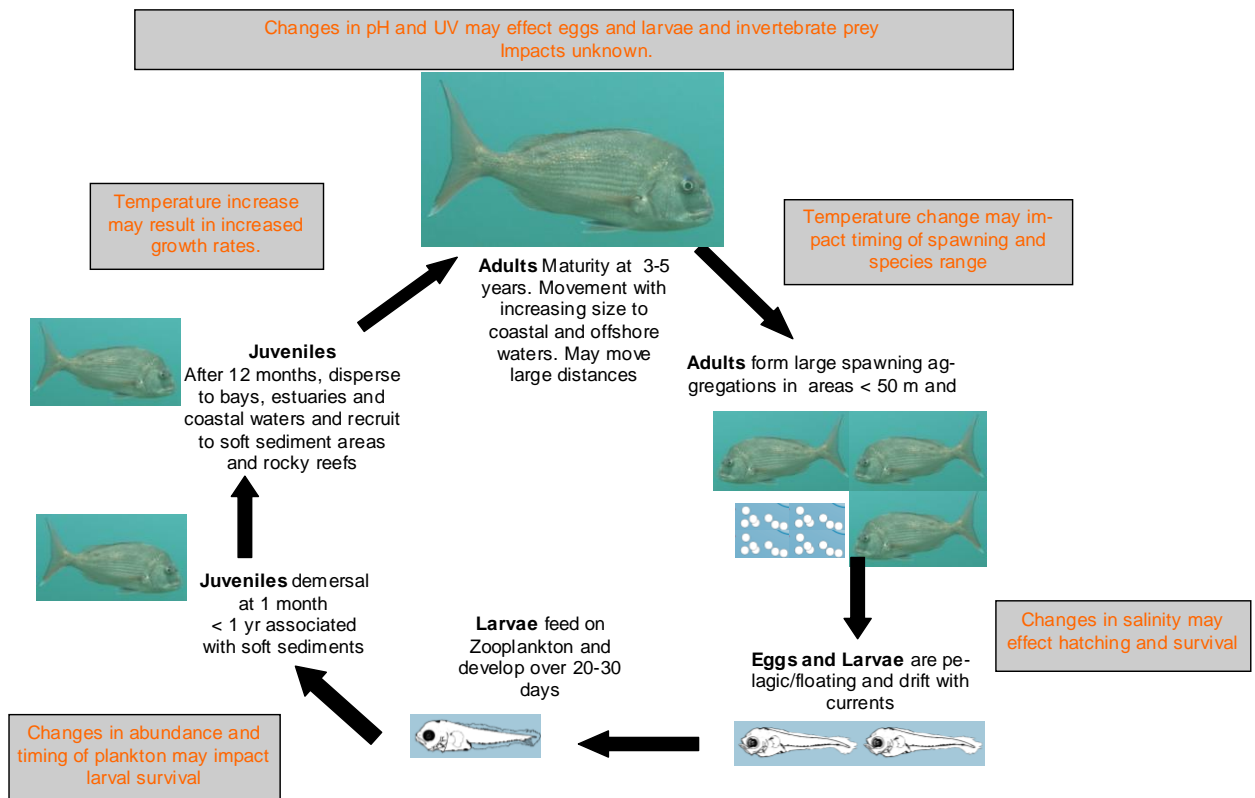 Changes in pH and UV may effect eggs and larvae and invertebrate prey
Impacts unknown.
Temperature increase
may result in increased
growth rates.
Temperature change may im-
pact timing of spawning and
species range
Adults Maturity at 3-5
years. Movement with
increasing size to
coastal and offshore
waters. May move
large distances
Adults form large spawning ag-
gregations in areas < 50 m and
Juveniles
After 12 months, disperse
to bays, estuaries and
coastal waters and recruit
to soft sediment areas
and rocky reefs
Changes in salinity may
effect hatching and survival
Eggs and Larvae are pe-
lagic/floating and drift with
currents
Larvae feed on
Zooplankton and
develop over 20-30
days
Juveniles demersal
at 1 month
< 1 yr associated
with soft sediments
Changes in abundance and
timing of plankton may impact
larval survival